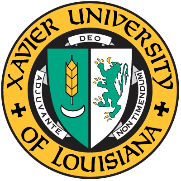 XAVIER UNIVERSITY
OF LOUISIANA
DEO
ADJUVANTE
NON TIMENDUM